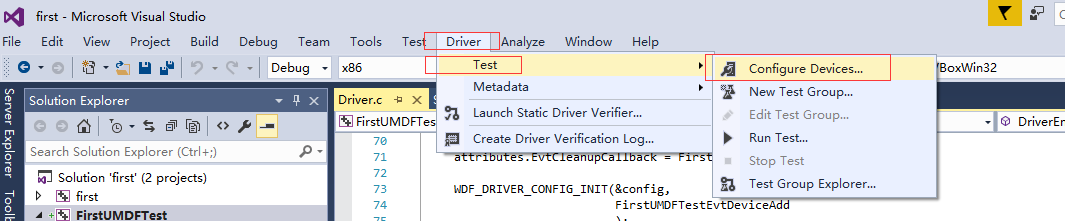 first - Microsoft Visual Studio
File Edit View Project Build Debug Team Tools Test Driver Analyze Window Help
Debug x86 /BoxWin32
Test
Configure Devices...
Metadata
New Test Group...
Launch Static Driver Verifier...
Edit Test Group...
Create Driver Verification Log...
Run Test...
Stop Test
Test Group Explorer...
Server Explorer
Toolbo
Solution Explorer
Search Solution Explorer (Ctrl+;)
Solution 'first' (2 projects)
first
FirstUMDFTest
Driver.c
FirstUMDFTes
DriverEn
70
71 attributes.EvtCleanupCallback = First
72
73 WDF_DRIVER_CONFIG_INIT(&config,
74 FirstUMDFTestEvtDeviceAdd
75 );